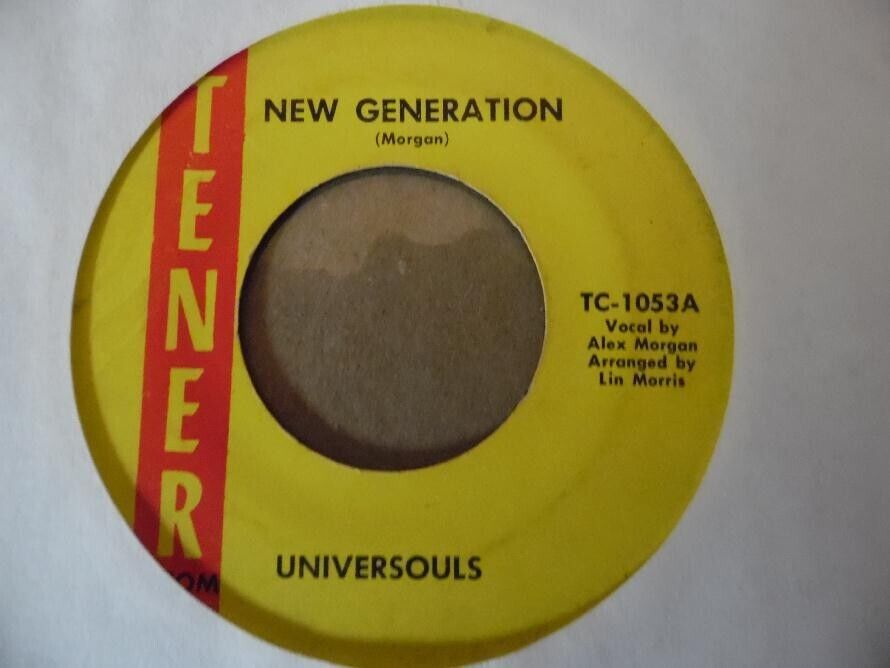 TENER
NEW GENERATION
(Morgan)
TC-1053A
Vocal by
Alex Morgan
Arranged by
Lin Morris
UNIVERSOULS